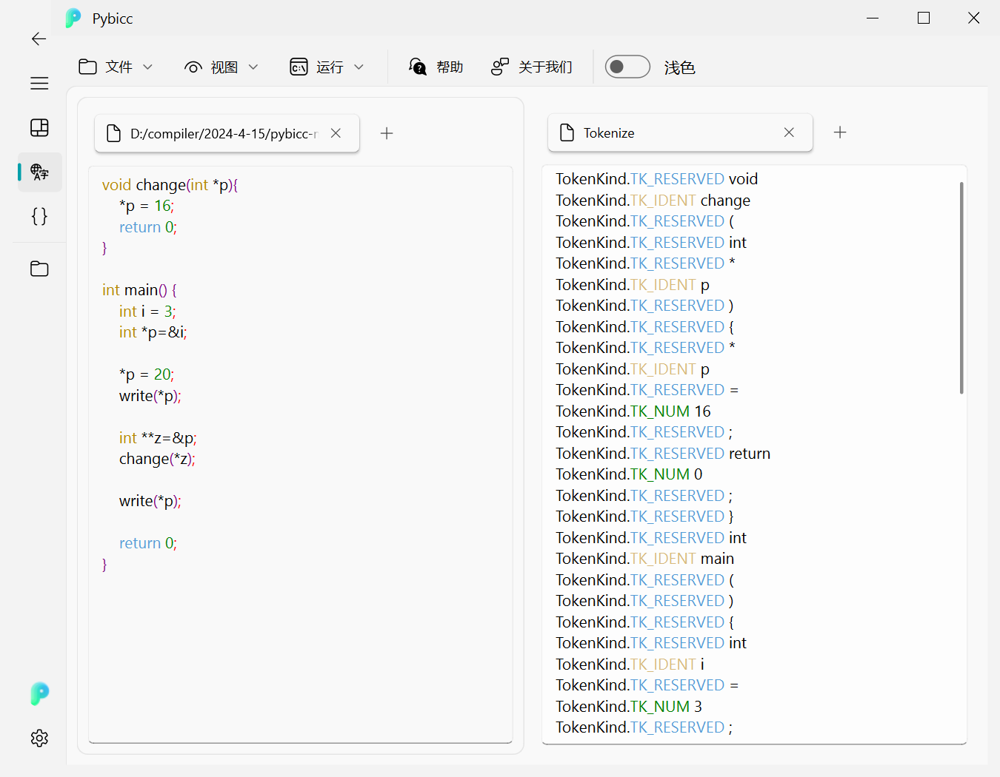 Pybicc
文件 视图 运行 帮助 关于我们 浅色
D:/compiler/2024-4-15/pybicc-
void change(int *p){
*p = 16;
return 0;
}
int main() {
int i = 3;
int *p=&i;
*p = 20;
write(*p);
int **z=&p;
change(*z);
write(*p);
return 0;
}
Tokenize
TokenKind.TK_RESERVED void
TokenKind.TK_IDENT change
TokenKind.TK_RESERVED (
TokenKind.TK_RESERVED int
TokenKind.TK_RESERVED *
TokenKind.TK_IDENT p
TokenKind.TK_RESERVED )
TokenKind.TK_RESERVED {
TokenKind.TK_RESERVED *
TokenKind.TK_IDENT p
TokenKind.TK_RESERVED =
TokenKind.TK_NUM 16
TokenKind.TK_RESERVED ;
TokenKind.TK_RESERVED return
TokenKind.TK_NUM 0
TokenKind.TK_RESERVED ;
TokenKind.TK_RESERVED }
TokenKind.TK_RESERVED int
TokenKind.TK_IDENT main
TokenKind.TK_RESERVED (
TokenKind.TK_RESERVED )
TokenKind.TK_RESERVED {
TokenKind.TK_RESERVED int
TokenKind.TK_IDENT i
TokenKind.TK_RESERVED =
TokenKind.TK_NUM 3
TokenKind.TK_RESERVED ;